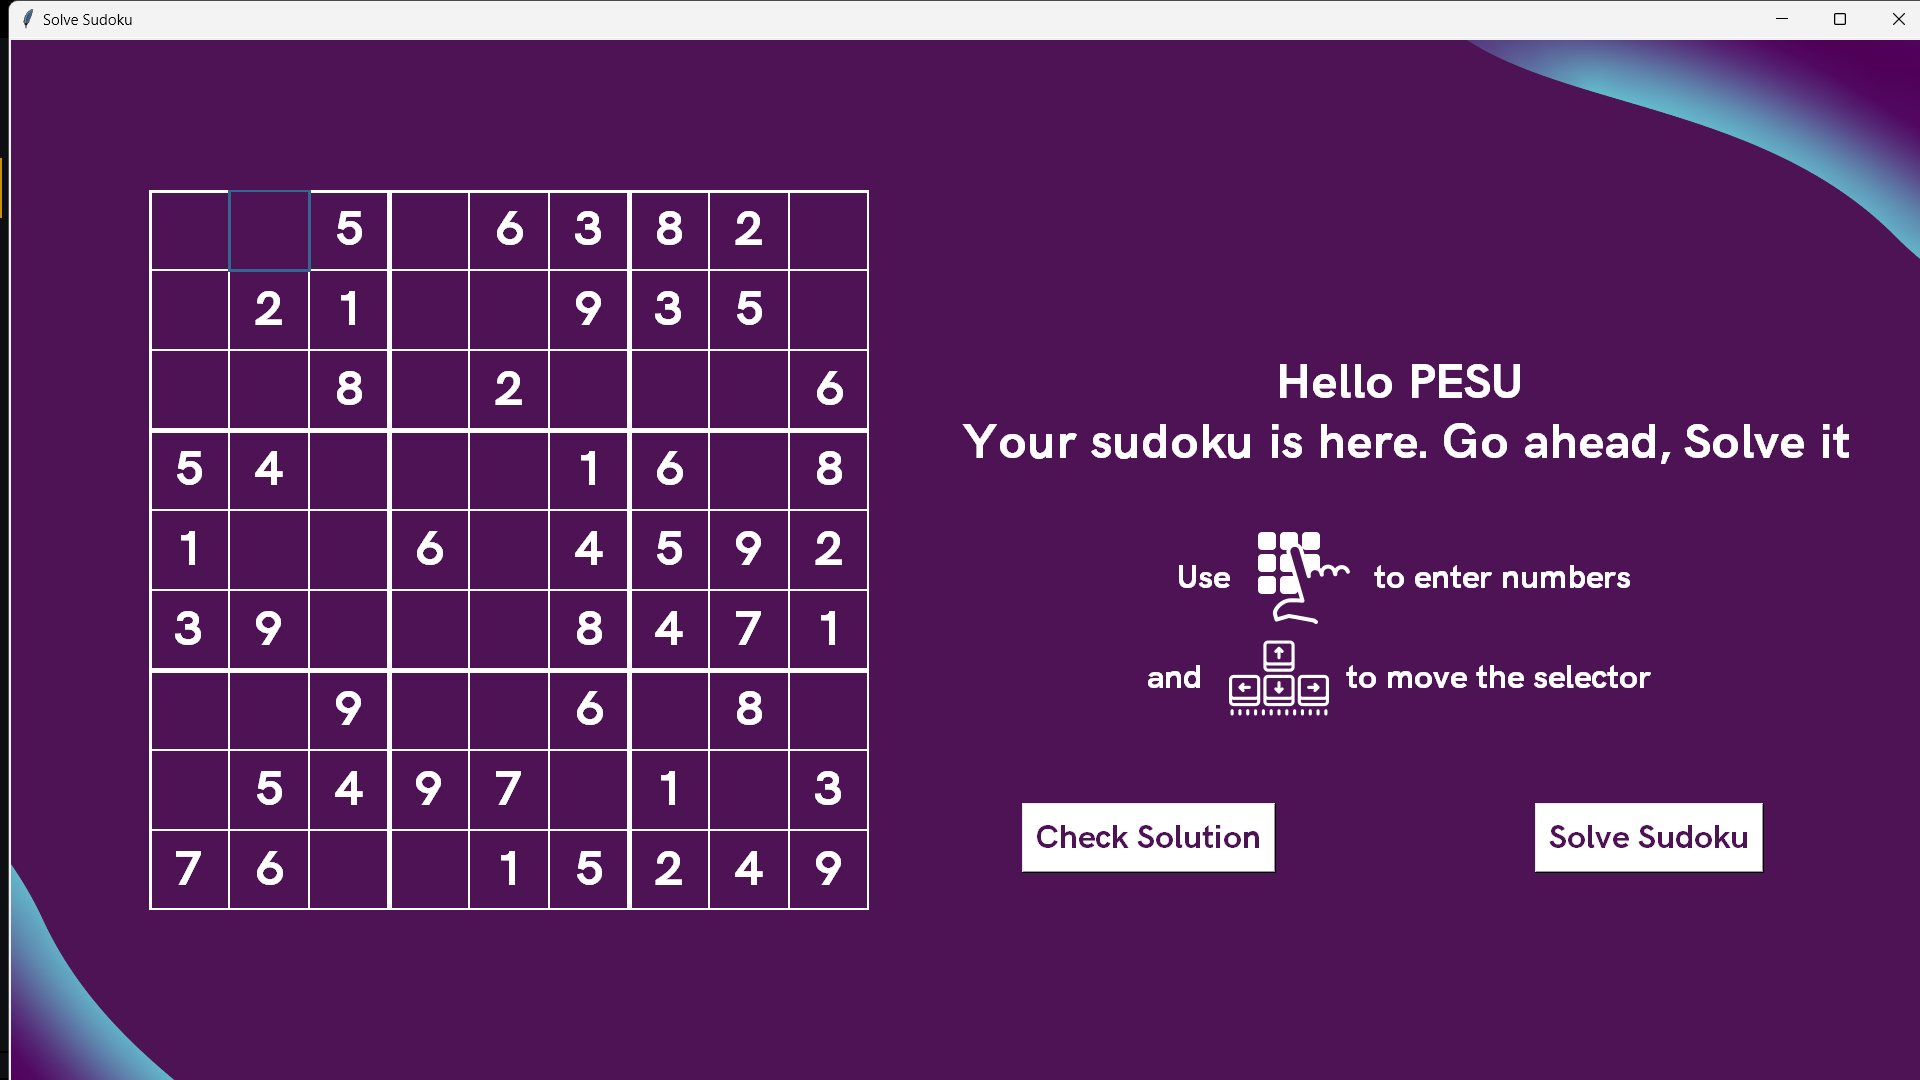 Solve Sudoku
5 6 3 8 2
2 1 9 3 5
8 2 6
5 4 1 6 8
1 6 4 5 9 2
3 9 8 4 7 1
9 6 8
5 4 9 7 1 3
7 6 1 5 2 4 9
Hello PESU
Your sudoku is here. Go ahead, Solve it
Use to enter numbers
and to move the selector
Check Solution
Solve Sudoku